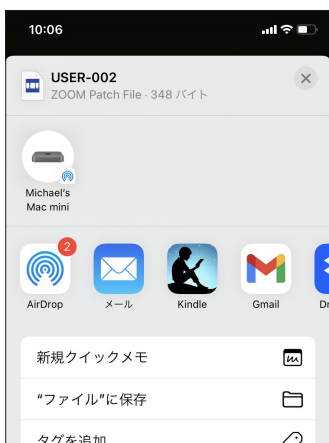 10:06
USER-002
ZOOM Patch File · 348 バイト
Michael's
Mac mini
2
AirDrop
メール
Kindle
Gmail
Dr
新規クイックメモ
“ファイル”に保存
タグを追加